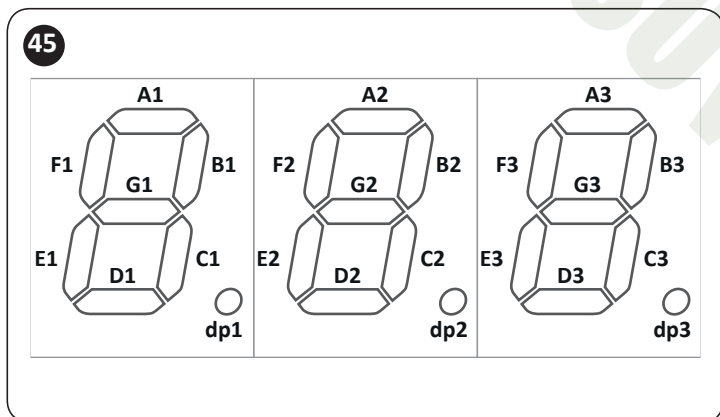 45
A1 A2 A3
F1 B1 F2 B2 F3 B3
G1 G2 G3
E1 C1 E2 C2 E3 C3
D1 D2 D3
dp1 dp2 dp3